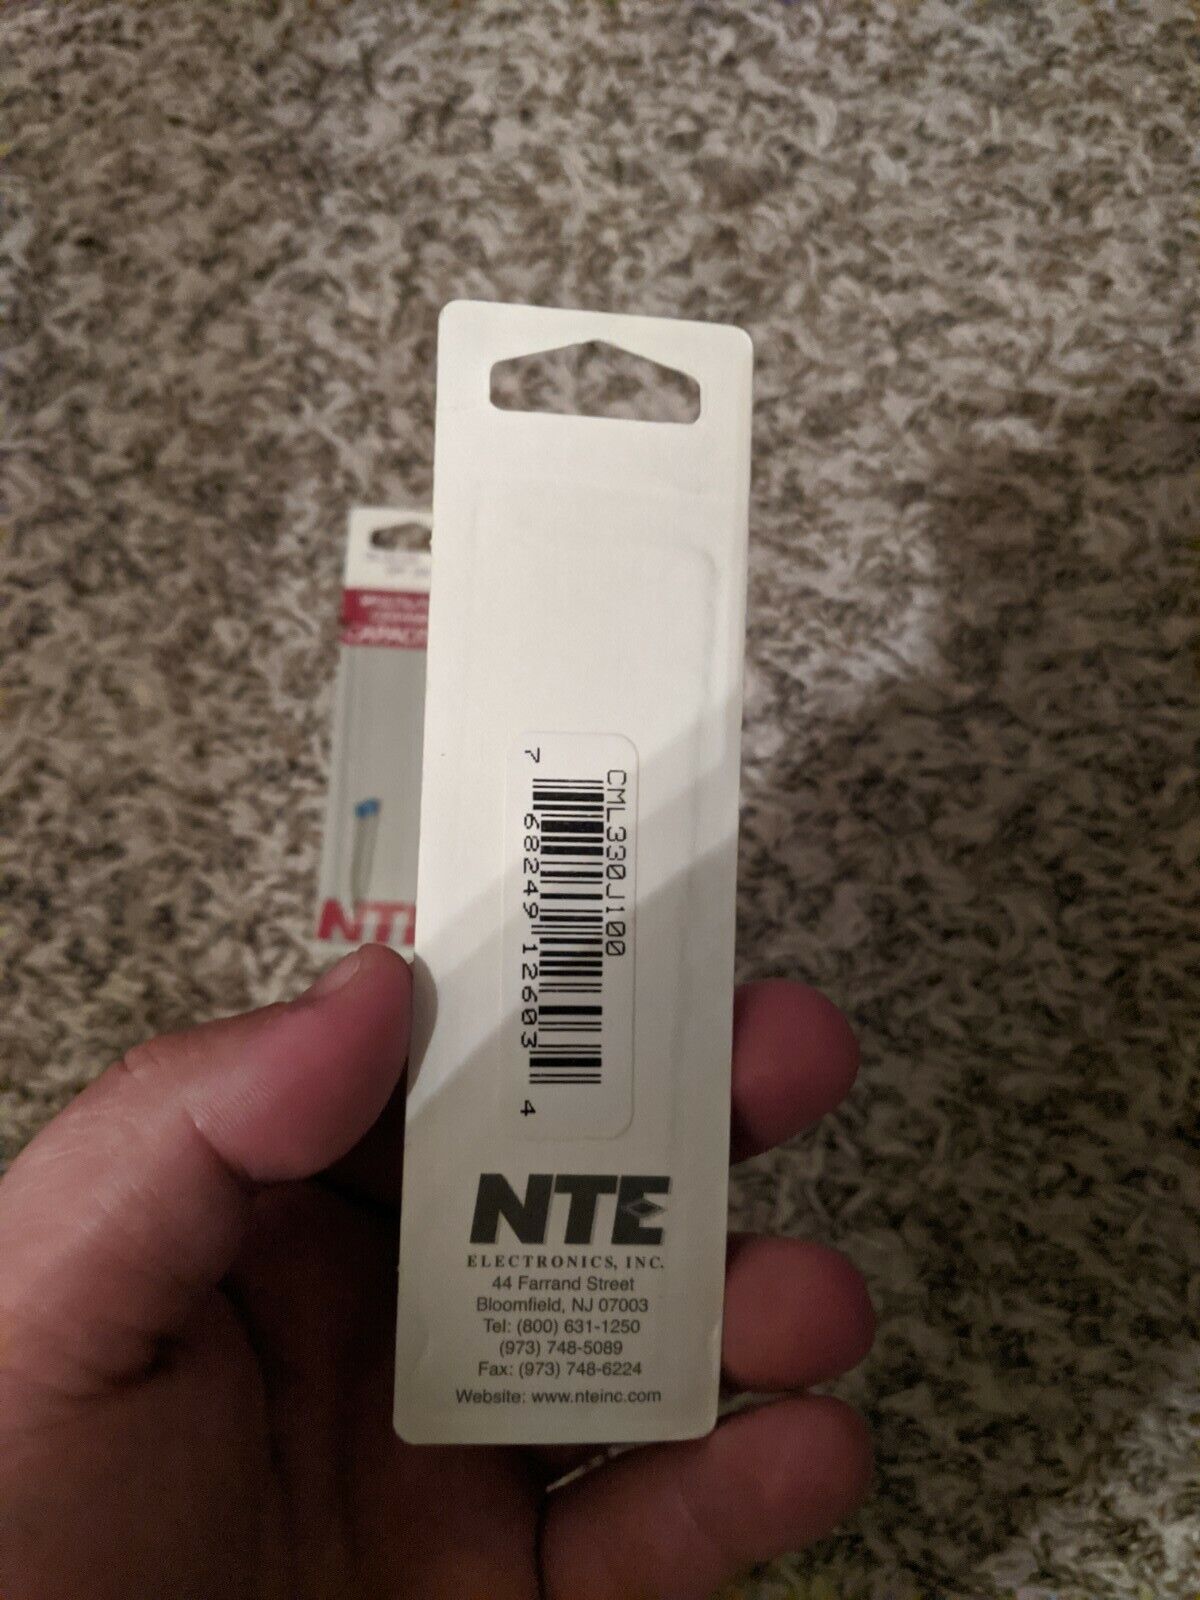 CML330J100
7 68249 12603 4
NTE
ELECTRONICS, INC.
44 Farrand Street
Bloomfield, NJ 07003
Tel: (800) 631-1250
(973) 748-5089
Fax: (973) 748-6224
Website: www.nteinc.com